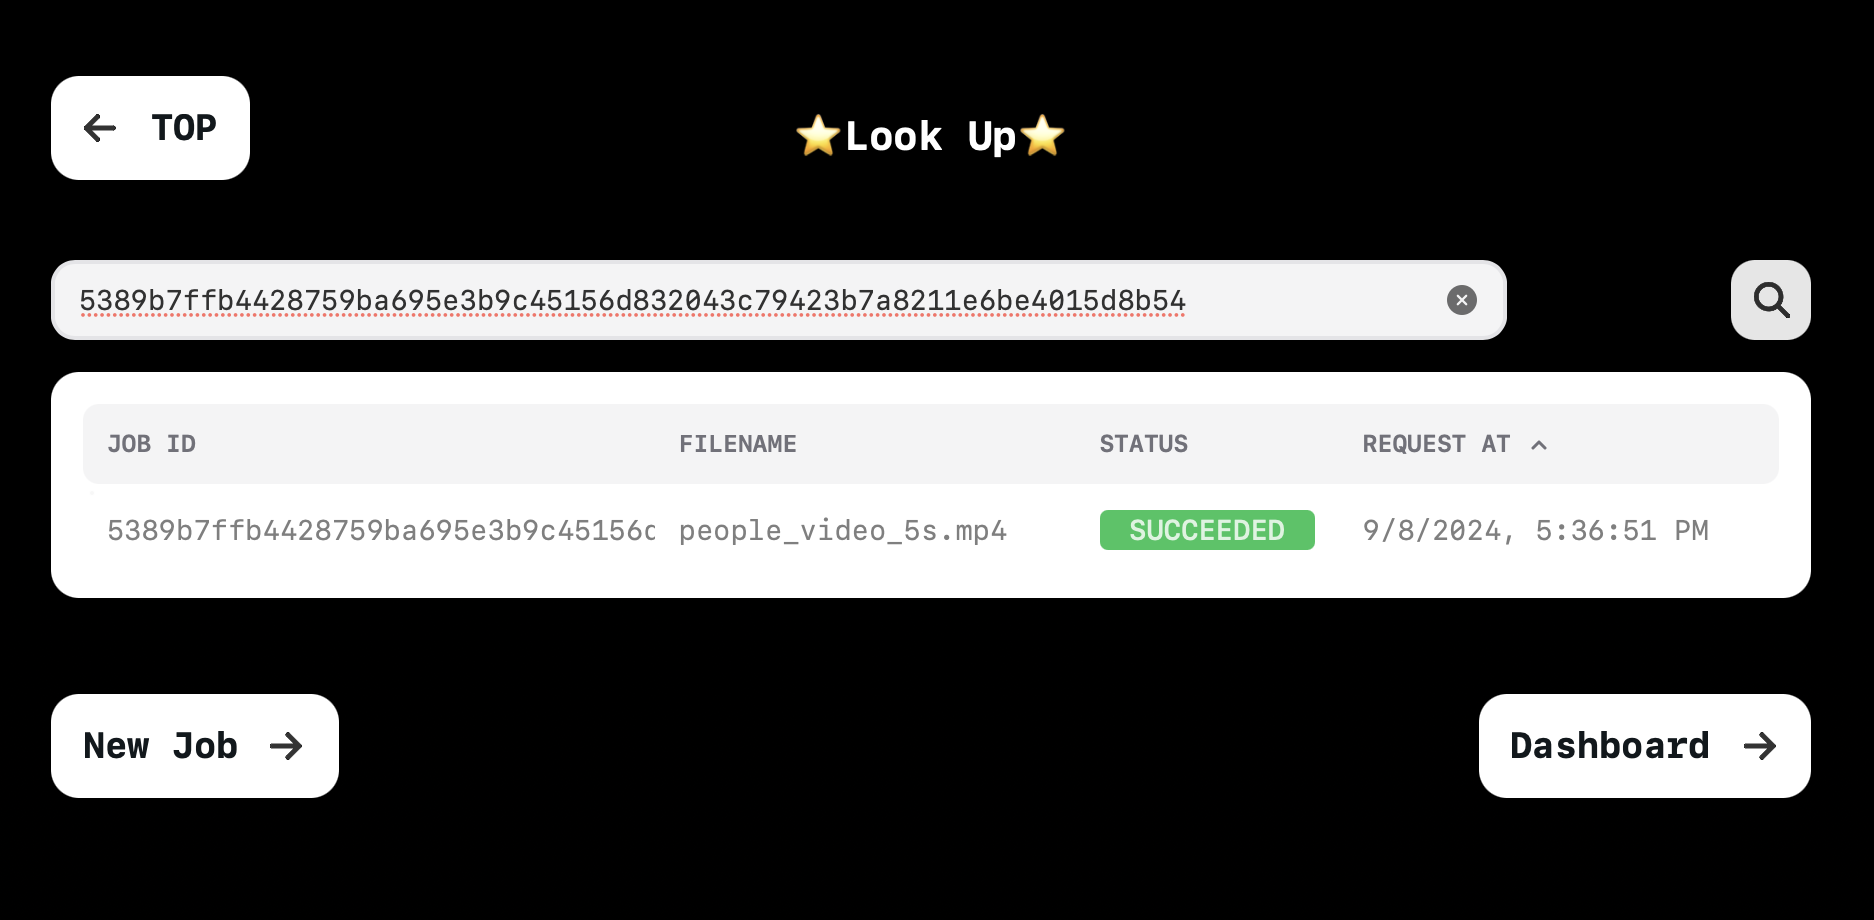 ← TOP
⭐Look Up⭐
5389b7ffb4428759ba695e3b9c45156d832043c79423b7a8211e6be4015d8b54
JOB ID FILENAME STATUS REQUEST AT
5389b7ffb4428759ba695e3b9c45156c people_video_5s.mp4 SUCCEEDED 9/8/2024, 5:36:51 PM
New Job → Dashboard →